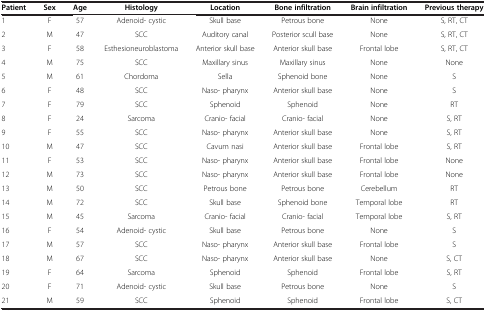 Patient Sex Age Histology Location Bone infiltration Brain infiltration Previous therapy
1 F 57 Adenoid- cystic Skull base Petrous bone None S, RT, CT
2 M 47 SCC Auditory canal Posterior scull base None S, RT, CT
3 F 58 Esthesioneuroblastoma Anterior skull base Anterior skull base Frontal lobe S, RT, CT
4 M 75 SCC Maxillary sinus Maxillary sinus None None
5 M 61 Chordoma Sella Sphenoid bone None S
6 F 48 SCC Naso- pharynx Anterior skull base None S
7 F 79 SCC Sphenoid Sphenoid None RT
8 F 24 Sarcoma Cranio- facial Cranio- facial None S, RT
9 F 55 SCC Naso- pharynx Anterior skull base None S, RT
10 M 47 SCC Cavum nasi Anterior skull base Frontal lobe S, RT
11 F 53 SCC Naso- pharynx Anterior skull base Frontal lobe None
12 M 73 SCC Naso- pharynx Anterior skull base Frontal lobe None
13 M 50 SCC Petrous bone Petrous bone Cerebellum RT
14 M 72 SCC Skull base Sphenoid bone Temporal lobe RT
15 M 45 Sarcoma Cranio- facial Cranio- facial Temporal lobe S, RT
16 F 54 Adenoid- cystic Skull base Petrous bone None S
17 M 57 SCC Naso- pharynx Anterior skull base Frontal lobe S
18 M 67 SCC Naso- pharynx Anterior skull base None S, CT
19 F 64 Sarcoma Sphenoid Sphenoid Frontal lobe S, RT
20 F 71 Adenoid- cystic Skull base Petrous bone None S
21 M 59 SCC Sphenoid Sphenoid Frontal lobe S, CT